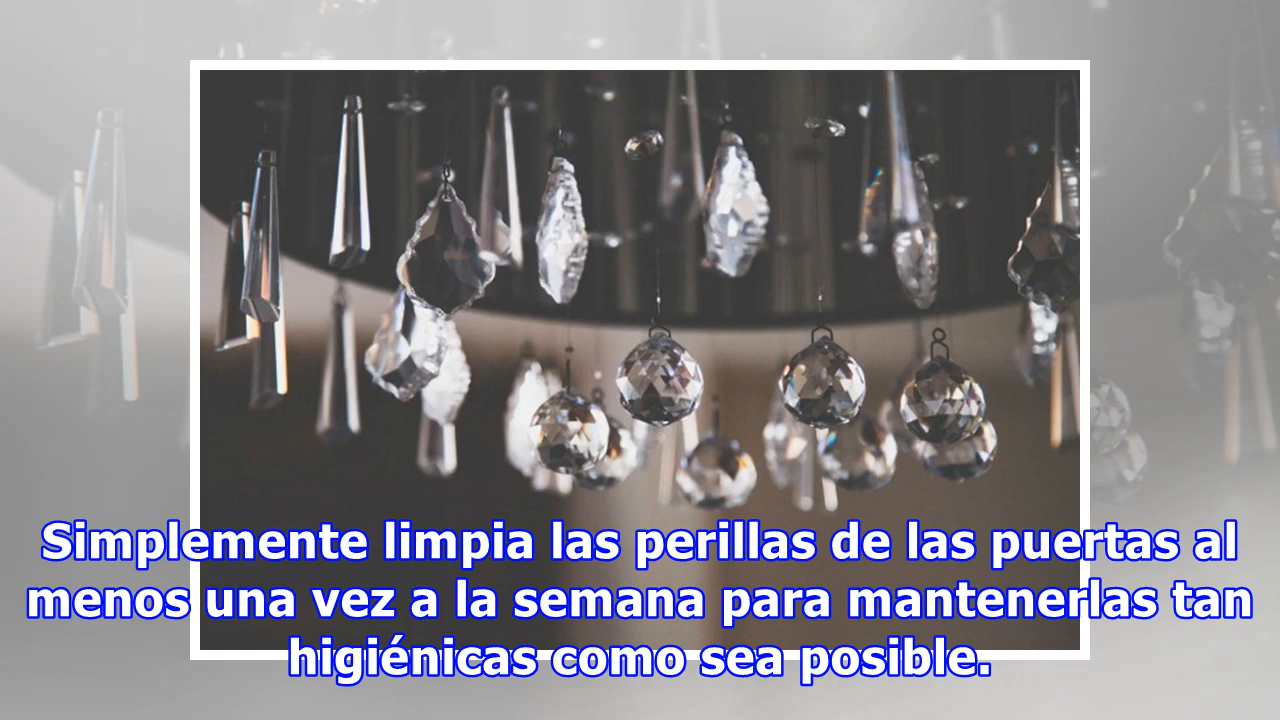 Simplemente limpia las perillas de las puertas al
menos una vez a la semana para mantenerlas tan
higiénicas como sea posible.